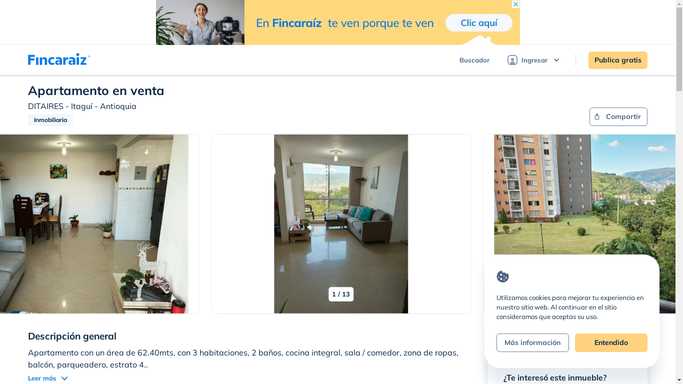 En Fincaraíz te ven porque te ven
Clic aquí
Fincaraíz
Buscador
Ingresar
Publica gratis
Apartamento en venta
DITAIRES - Itaguí - Antioquia
Inmobiliaria
Compartir
1 / 13
Utilizamos cookies para mejorar tu experiencia en
nuestro sitio web. Al continuar en el sitio
consideramos que aceptas su uso.
Más información
Entendido
Descripción general
Apartamento con un área de 62.40mts, con 3 habitaciones, 2 baños, cocina integral, sala / comedor, zona de ropas,
balcón, parqueadero, estrato 4..
Leer más
¿Te interesó este inmueble?